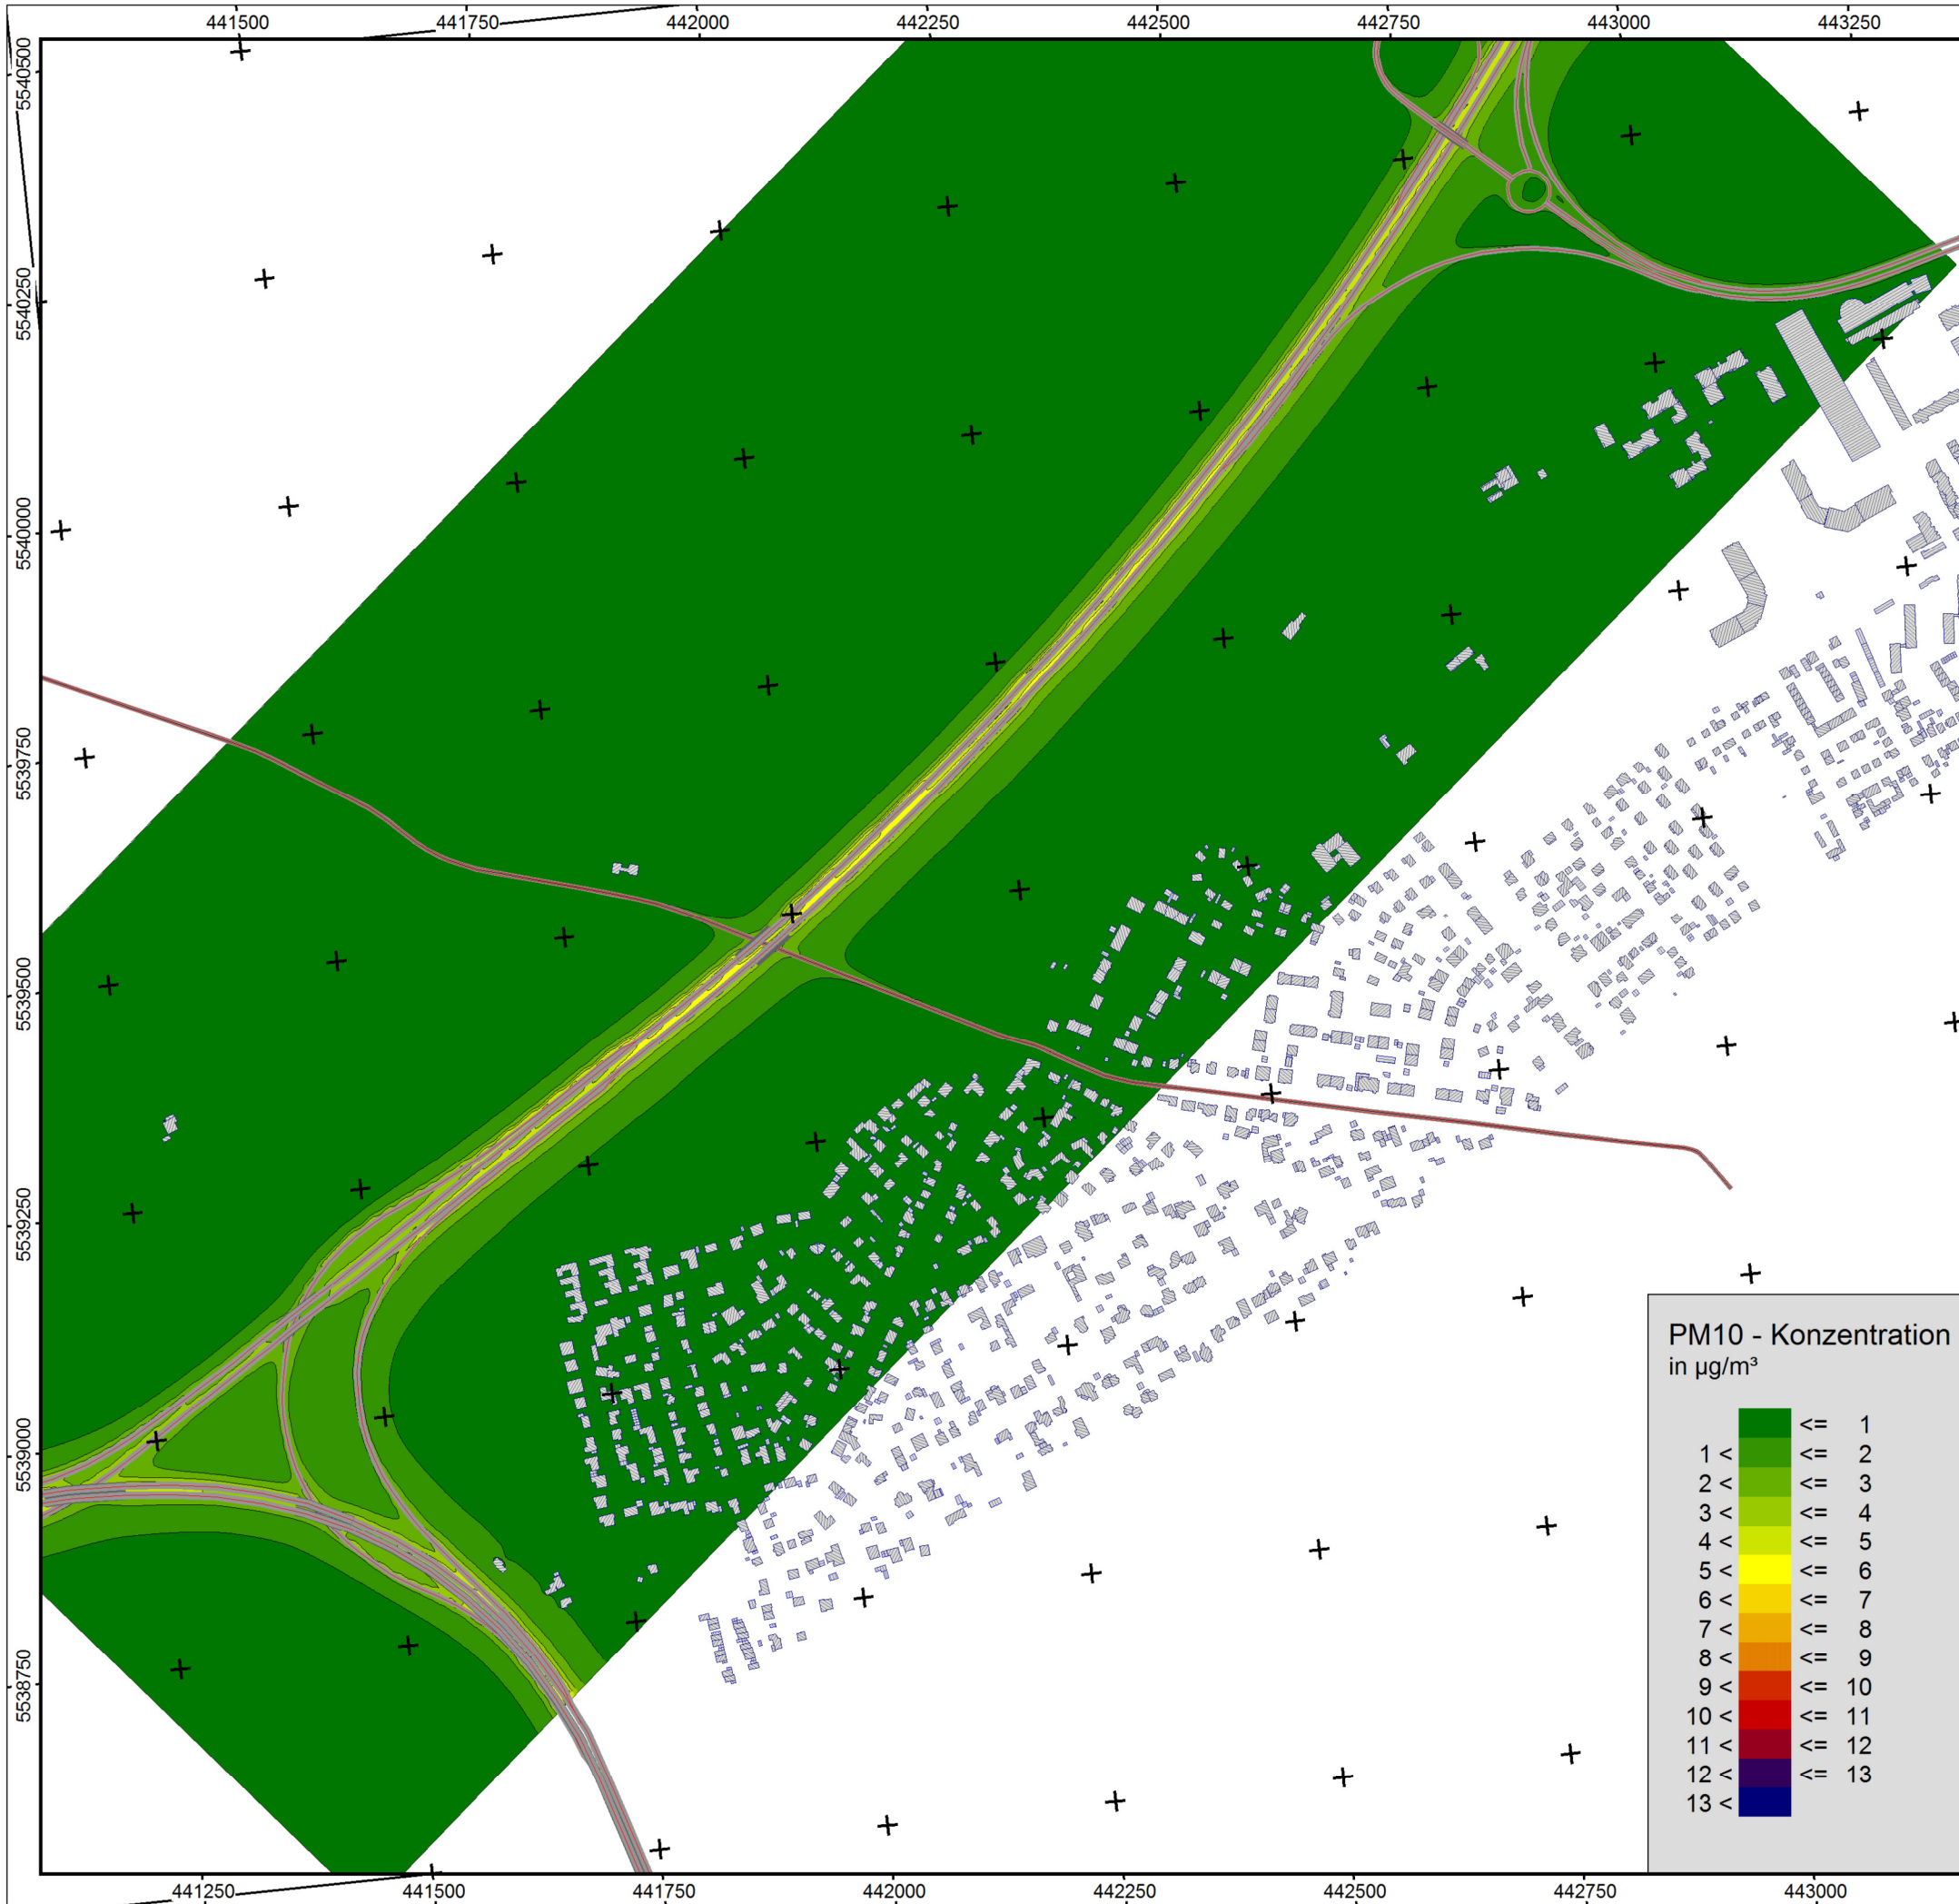 441500 441750 442000 442250 442500 442750 443000 443250
5540500
5540250
5540000
5539750
5539500
5539250
5539000
5538750
PM10 - Konzentration
in µg/m³
<= 1
1 < <= 2
2 < <= 3
3 < <= 4
4 < <= 5
5 < <= 6
6 < <= 7
7 < <= 8
8 < <= 9
9 < <= 10
10 < <= 11
11 < <= 12
12 < <= 13
13 <
441250 441500 441750 442000 442250 442500 442750 443000